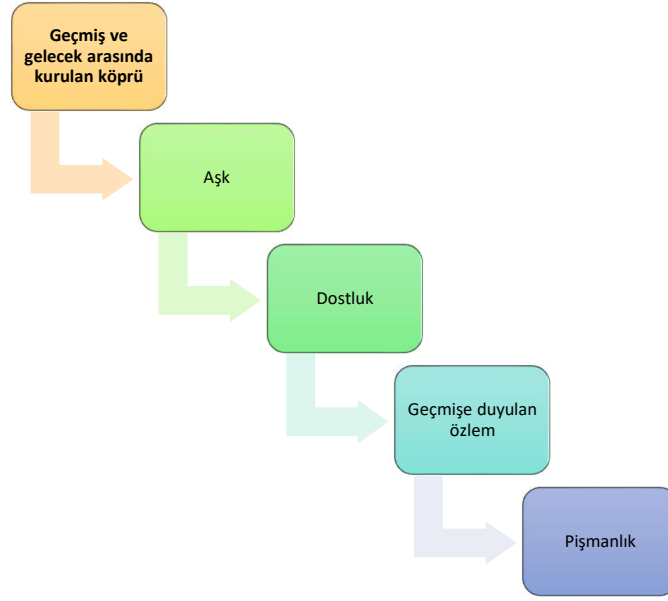 Geçmiş ve
gelecek arasında
kurulan köprü
Aşk
Dostluk
Geçmişe duyulan
özlem
Pişmanlık